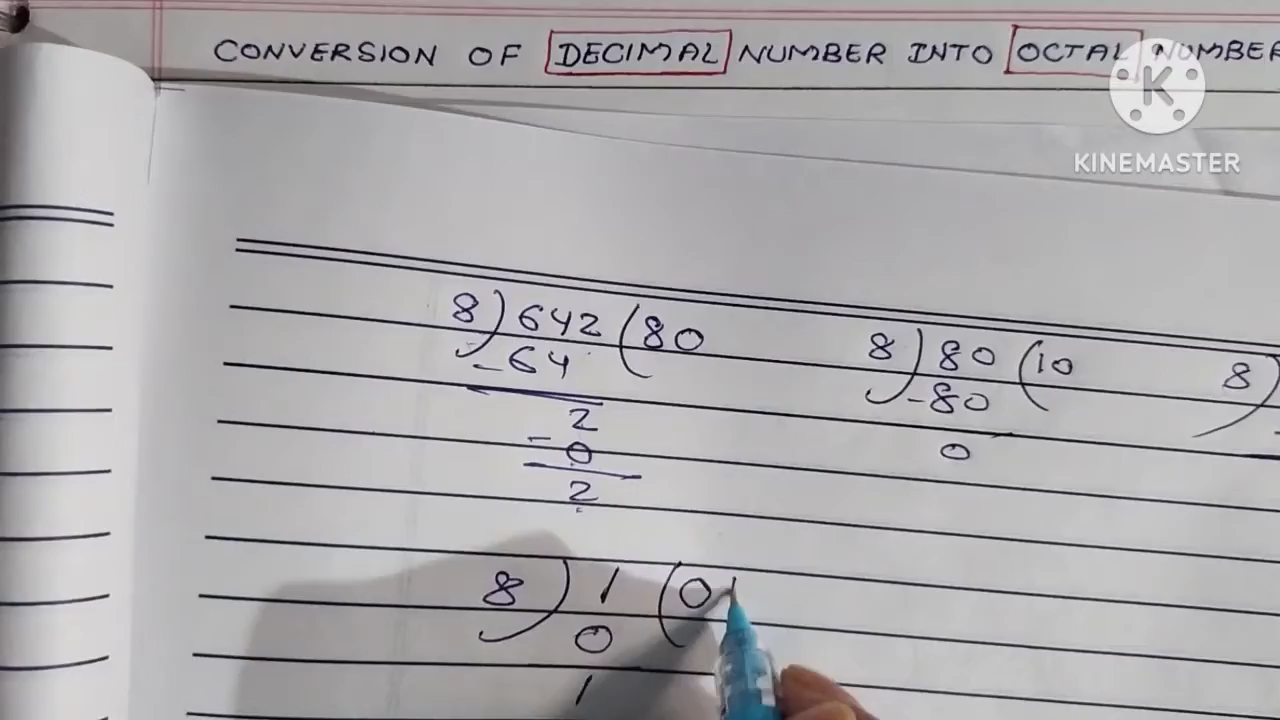 CONVERSION OF DECIMAL NUMBER INTO OCTAL NUMBER
K
KINEMASTER
8 ) 642 ( 80
- 64
2
- 0
2
8 ) 80 ( 10
- 80
0
8 )
8 ) 1 ( 0
0
1